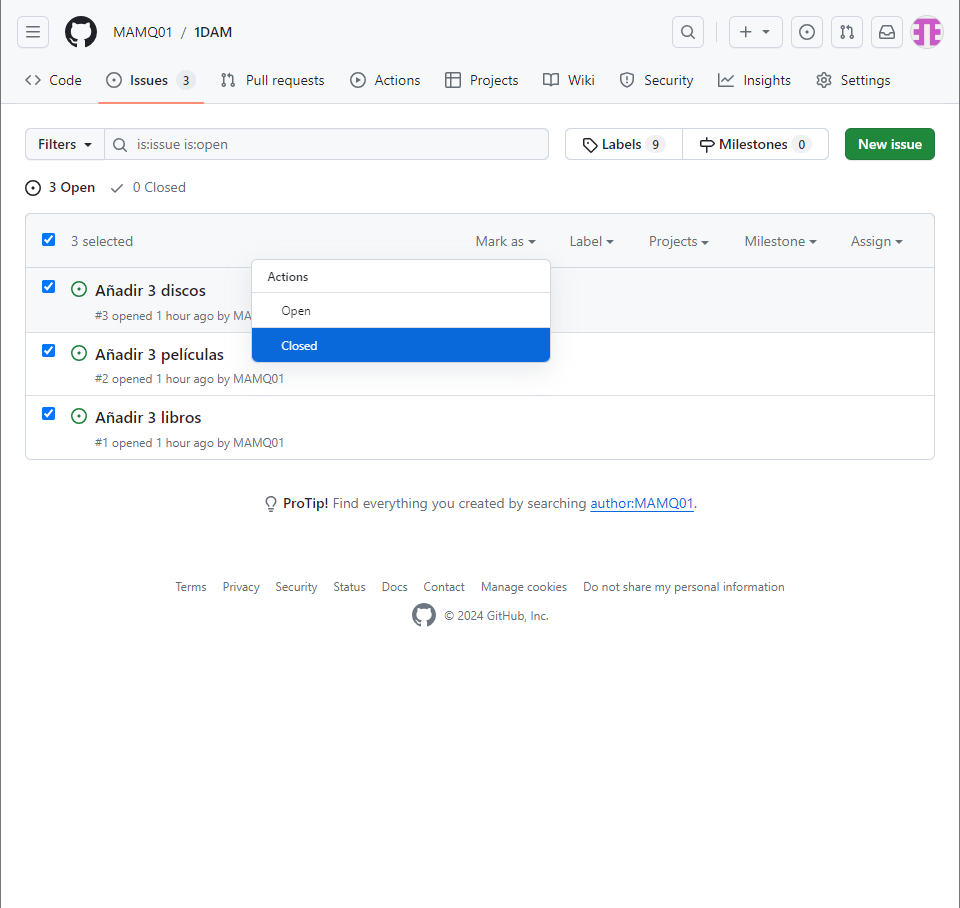 MAMQ01 / 1DAM
Code Issues 3 Pull requests Actions Projects Wiki Security Insights Settings
Filters is:issue is:open Labels 9 Milestones 0 New issue
3 Open 0 Closed
3 selected Mark as Label Projects Milestone Assign
Actions
Open
Closed
Añadir 3 discos
#3 opened 1 hour ago by MA
Añadir 3 películas
#2 opened 1 hour ago by MAMQ01
Añadir 3 libros
#1 opened 1 hour ago by MAMQ01
ProTip! Find everything you created by searching author:MAMQ01.
Terms Privacy Security Status Docs Contact Manage cookies Do not share my personal information
© 2024 GitHub, Inc.